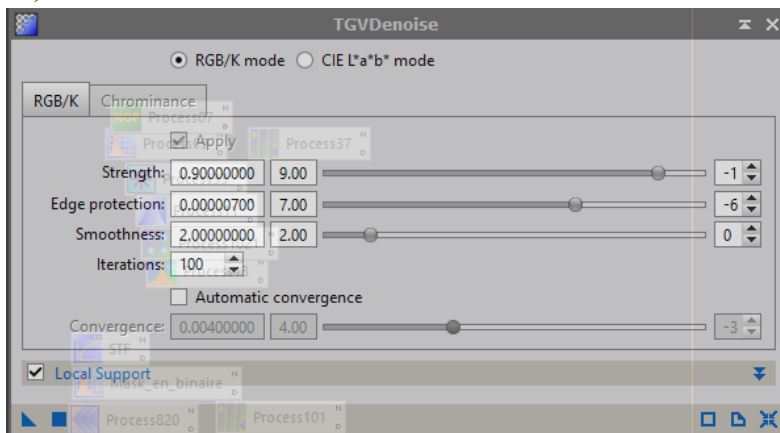 TGVDenoise
RGB/K mode CIE L*a*b* mode
RGB/K Chrominance
Process07
Apply Process37
Strength: 0.90000000 9.00 -1
Edge protection: 0.00000700 7.00 -6
Smoothness: 2.00000000 2.00 0
Iterations: 100
Automatic convergence
Convergence: 0.00400000 4.00 -3
STF
Local Support
Mask_en_binaire
Process820 Process101